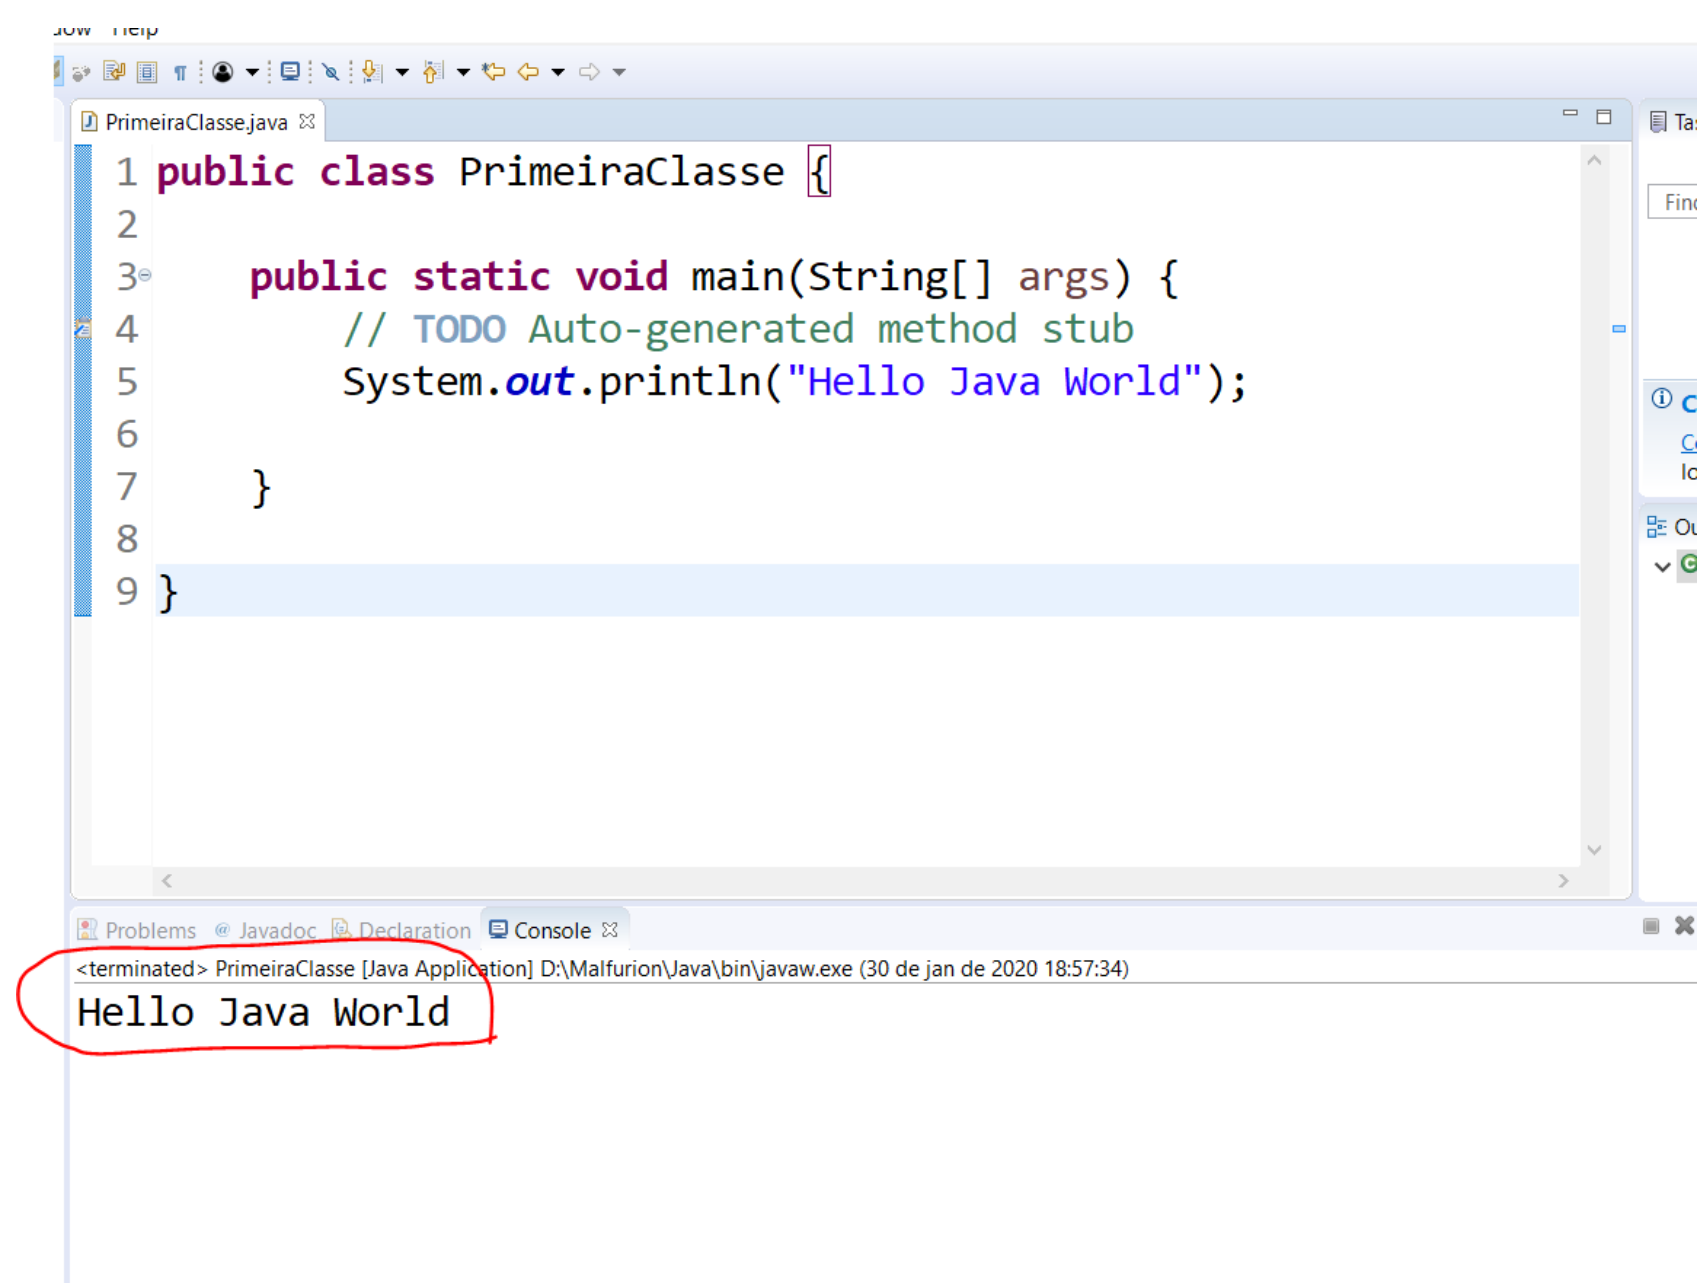 Help
PrimeiraClasse.java
1 public class PrimeiraClasse {
2
3 public static void main(String[] args) {
4 // TODO Auto-generated method stub
5 System.out.println("Hello Java World");
6
7 }
8
9 }
Problems @ Javadoc Declaration Console
<terminated> PrimeiraClasse [Java Application] D:\Malfurion\Java\bin\javaw.exe (30 de jan de 2020 18:57:34)
Hello Java World